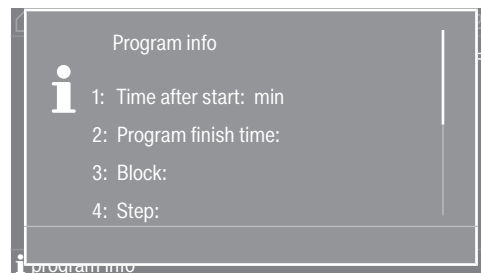 Program info
1: Time after start: min
2: Program finish time:
3: Block:
4: Step:
program info